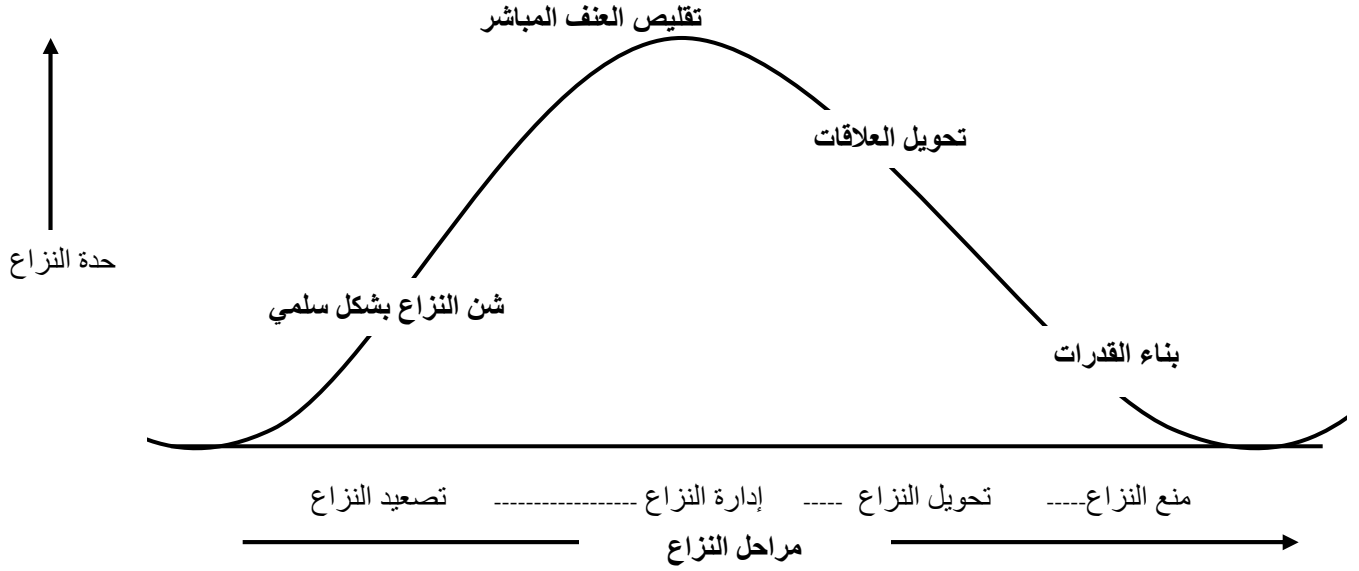 تقليص العنف المباشر
تحويل العلاقات
حدة النزاع
شن النزاع بشكل سلمي
بناء القدرات
تصعيد النزاع ------------------ إدارة النزاع ----- تحويل النزاع -----منع النزاع
مراحل النزاع